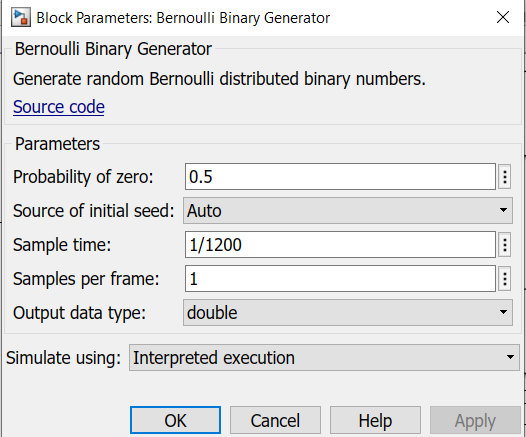 Block Parameters: Bernoulli Binary Generator
Bernoulli Binary Generator
Generate random Bernoulli distributed binary numbers.
Source code
Parameters
Probability of zero: 0.5
Source of initial seed: Auto
Sample time: 1/1200
Samples per frame: 1
Output data type: double
Simulate using: Interpreted execution
OK Cancel Help Apply